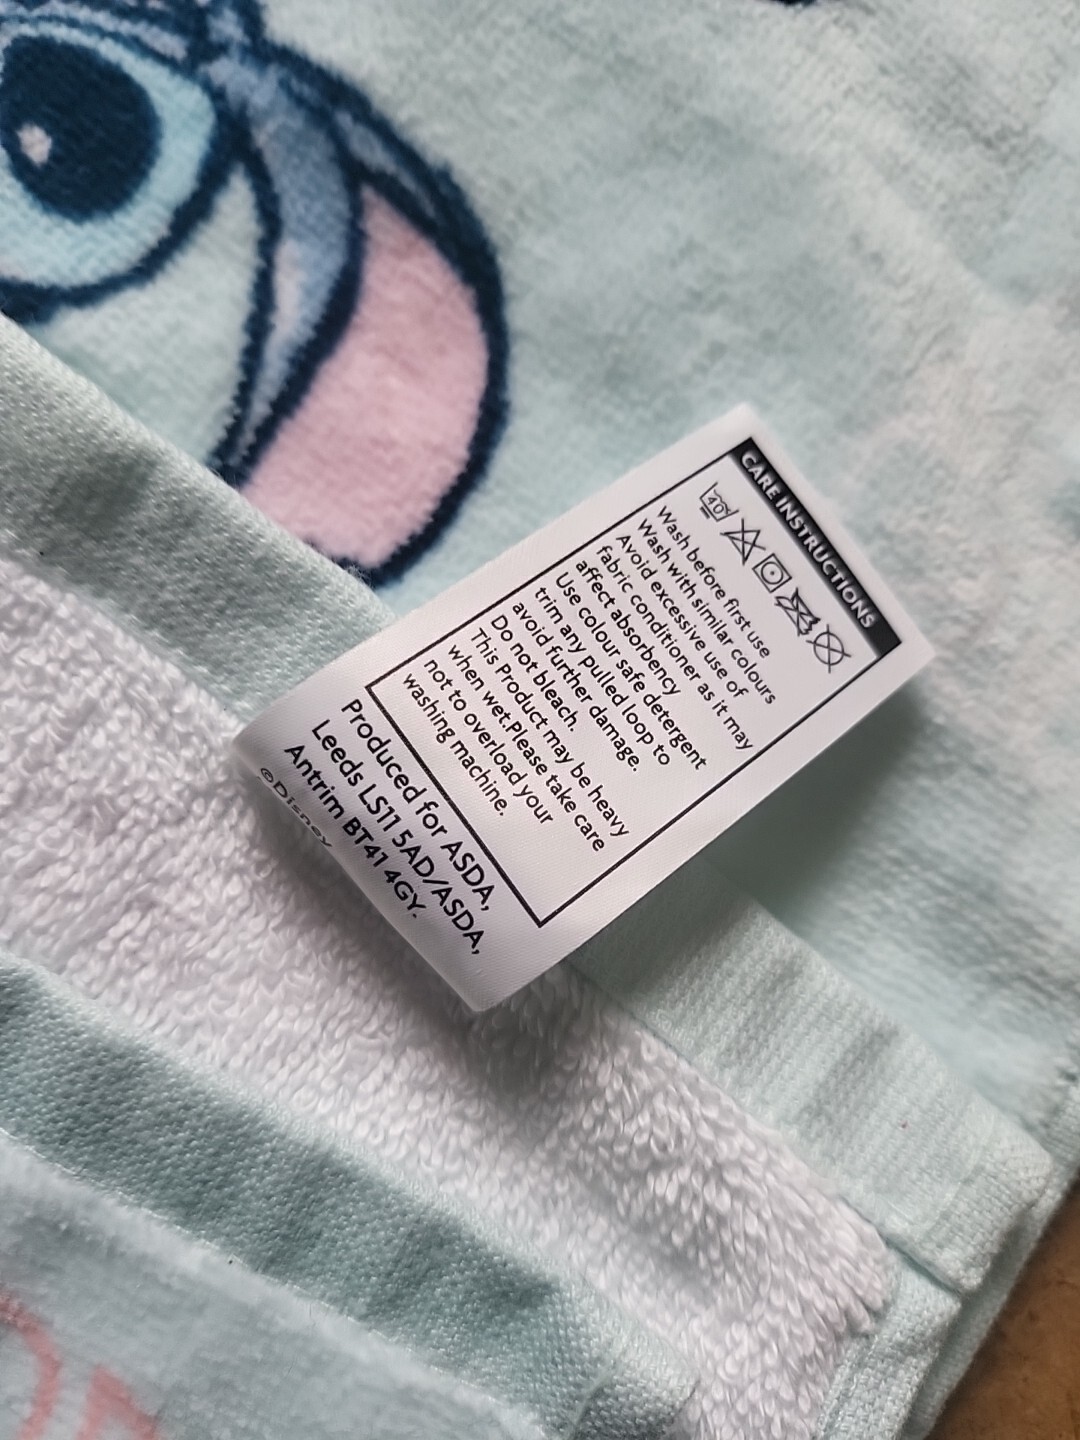 CARE INSTRUCTIONS
40°
Wash before first use
Wash with similar colours
Avoid excessive use of
fabric conditioner as it may
affect absorbency
Use colour safe detergent
trim any pulled loop to
avoid further damage.
Do not bleach.
This Product may be heavy
when wet.Please take care
not to overload your
washing machine.
Produced for ASDA,
Leeds LS11 5AD/ASDA,
Antrim BT41 4GY.
©Disney